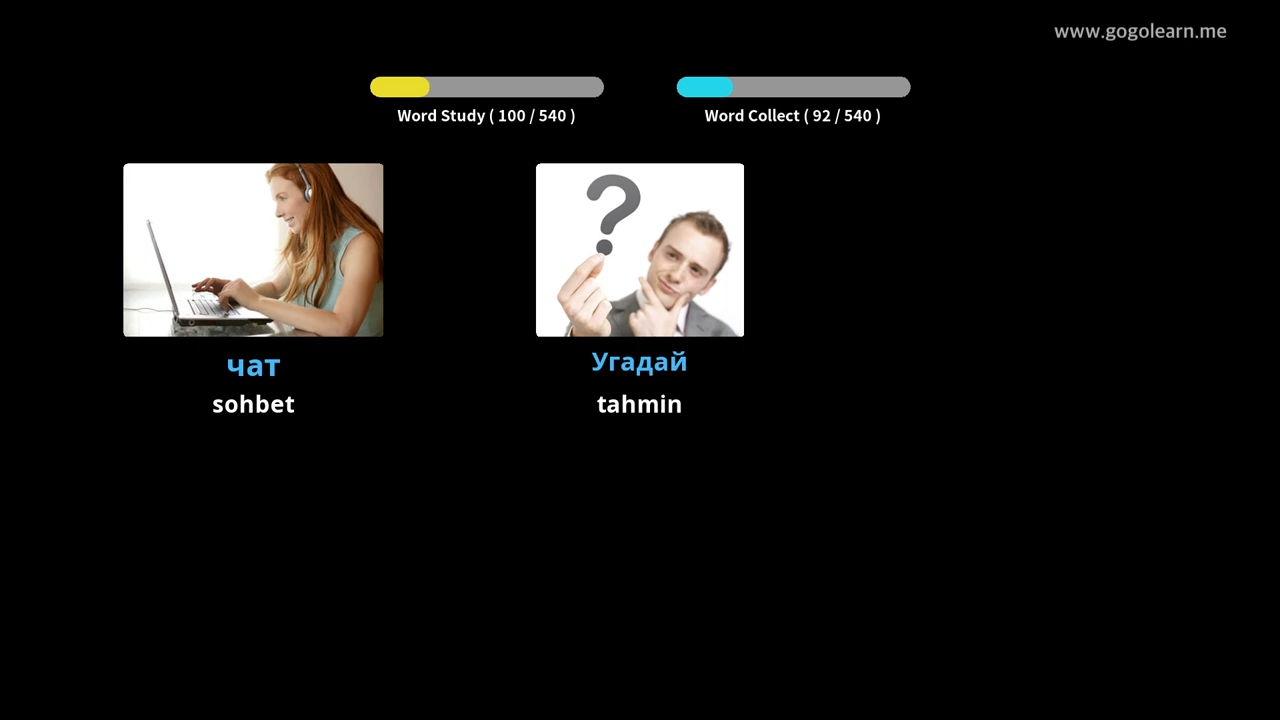 www.gogolearn.me
Word Study ( 100 / 540 )
Word Collect ( 92 / 540 )
чат
sohbet
Угадай
tahmin